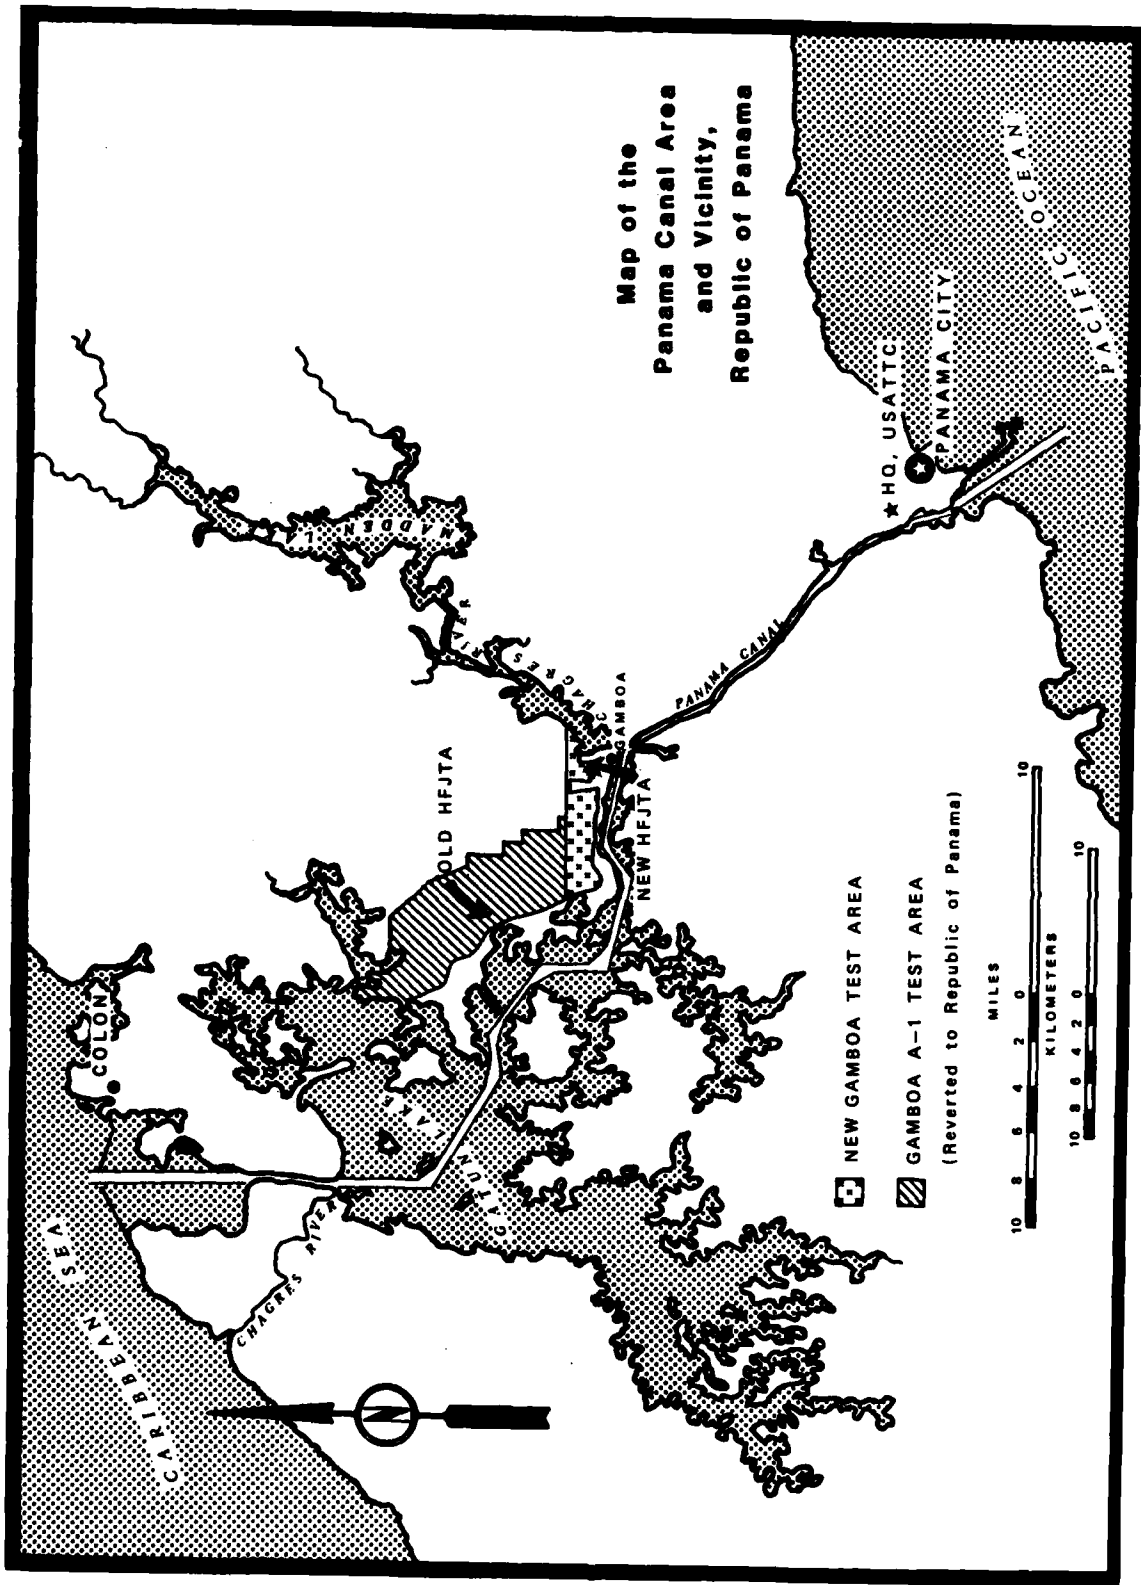 Map of the
Panama Canal Area
and Vicinity,
Republic of Panama
CARIBBEAN SEA
COLON
CHAGRES RIVER
GATUN LAKE
OLD HFJTA
MADDEN
CHAGRES RIVER
GAMBOA
NEW HFJTA
PANAMA CANAL
HQ, USATTC
PANAMA CITY
PACIFIC OCEAN
N
NEW GAMBOA TEST AREA
GAMBOA A-1 TEST AREA
(Reverted to Republic of Panama)
MILES
10 8 6 4 2 0 10
KILOMETERS
10 8 6 4 2 0 10